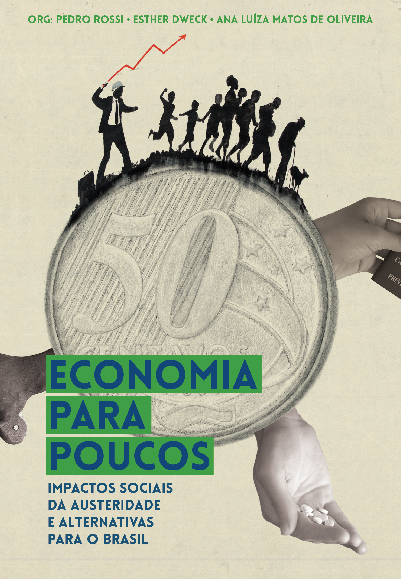 ORG: PEDRO ROSSI • ESTHER DWECK • ANA LUÍZA MATOS DE OLIVEIRA
50
ECONOMIA
PARA
POUCOS
IMPACTOS SOCIAIS
DA AUSTERIDADE
E ALTERNATIVAS
PARA O BRASIL